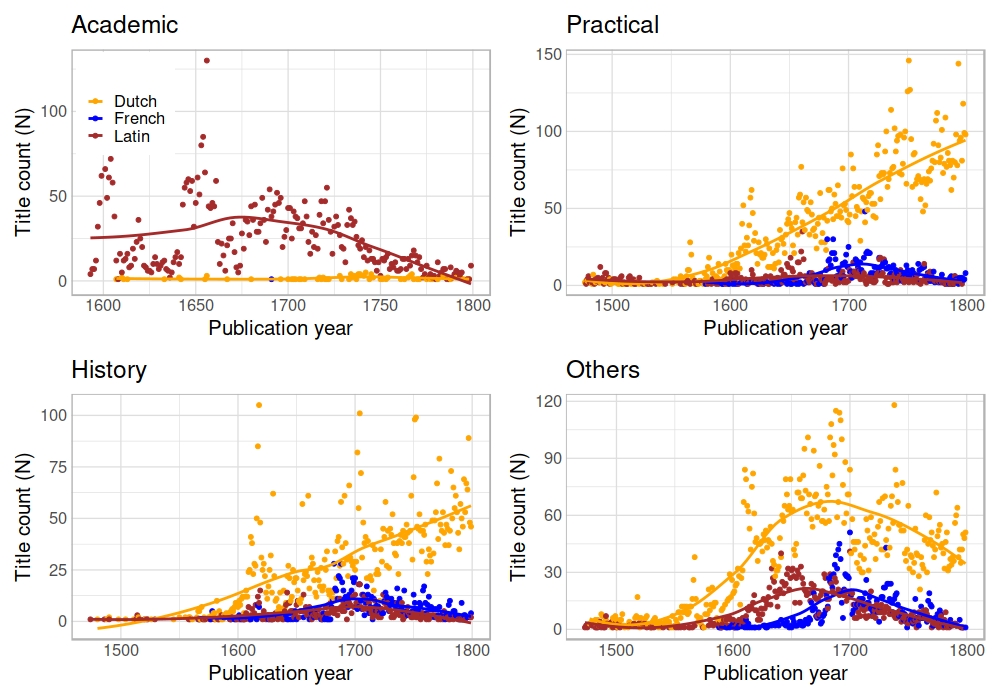 Academic
Title count (N)
100
50
0
Dutch
French
Latin
1600
1650
1700
1750
1800
Publication year
Practical
Title count (N)
150
100
50
0
1500
1600
1700
1800
Publication year
History
Title count (N)
100
75
50
25
0
1500
1600
1700
1800
Publication year
Others
Title count (N)
120
90
60
30
0
1500
1600
1700
1800
Publication year